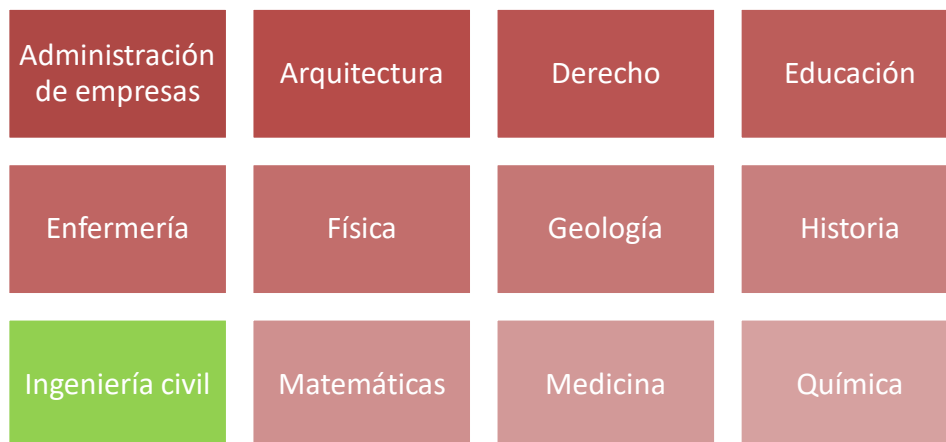 Administración
de empresas
Arquitectura
Derecho
Educación
Enfermería
Física
Geología
Historia
Ingeniería civil
Matemáticas
Medicina
Química